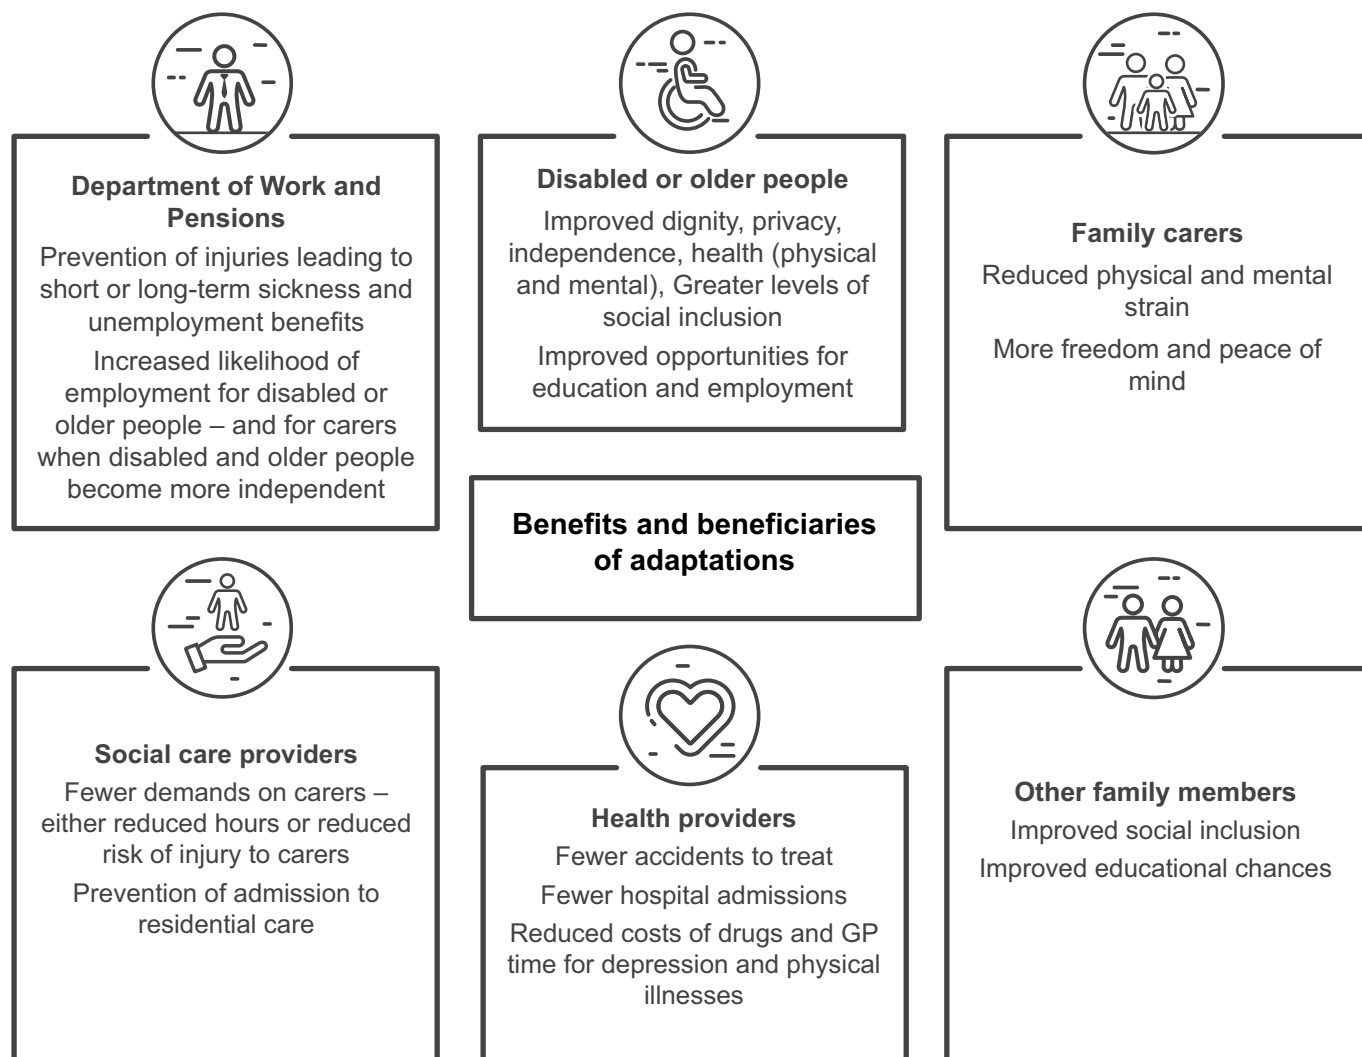 Department of Work and
Pensions
Prevention of injuries leading to
short or long-term sickness and
unemployment benefits
Increased likelihood of
employment for disabled or
older people – and for carers
when disabled and older people
become more independent
Disabled or older people
Improved dignity, privacy,
independence, health (physical
and mental), Greater levels of
social inclusion
Improved opportunities for
education and employment
Family carers
Reduced physical and mental
strain
More freedom and peace of
mind
Benefits and beneficiaries
of adaptations
Social care providers
Fewer demands on carers –
either reduced hours or reduced
risk of injury to carers
Prevention of admission to
residential care
Health providers
Fewer accidents to treat
Fewer hospital admissions
Reduced costs of drugs and GP
time for depression and physical
illnesses
Other family members
Improved social inclusion
Improved educational chances